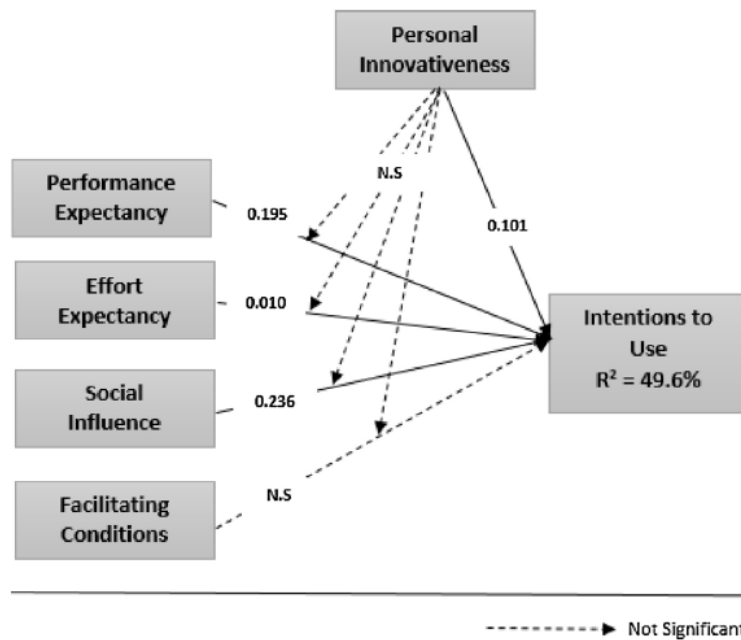 Personal
Innovativeness
N.S
Performance
Expectancy
0.195
0.101
Effort
Expectancy
0.010
Intentions to
Use
R² = 49.6%
Social
Influence
0.236
N.S
Facilitating
Conditions
Not Significant